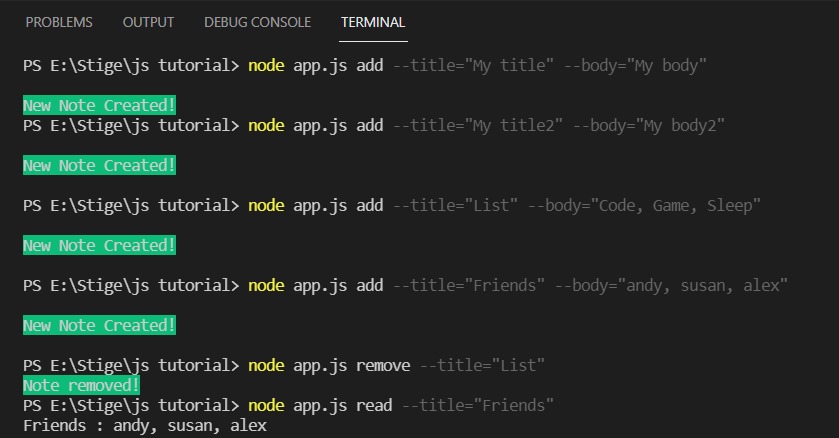 PROBLEMS OUTPUT DEBUG CONSOLE TERMINAL
PS E:\Stige\js tutorial> node app.js add --title="My title" --body="My body"
New Note Created!
PS E:\Stige\js tutorial> node app.js add --title="My title2" --body="My body2"
New Note Created!
PS E:\Stige\js tutorial> node app.js add --title="List" --body="Code, Game, Sleep"
New Note Created!
PS E:\Stige\js tutorial> node app.js add --title="Friends" --body="andy, susan, alex"
New Note Created!
PS E:\Stige\js tutorial> node app.js remove --title="List"
Note removed!
PS E:\Stige\js tutorial> node app.js read --title="Friends"
Friends : andy, susan, alex